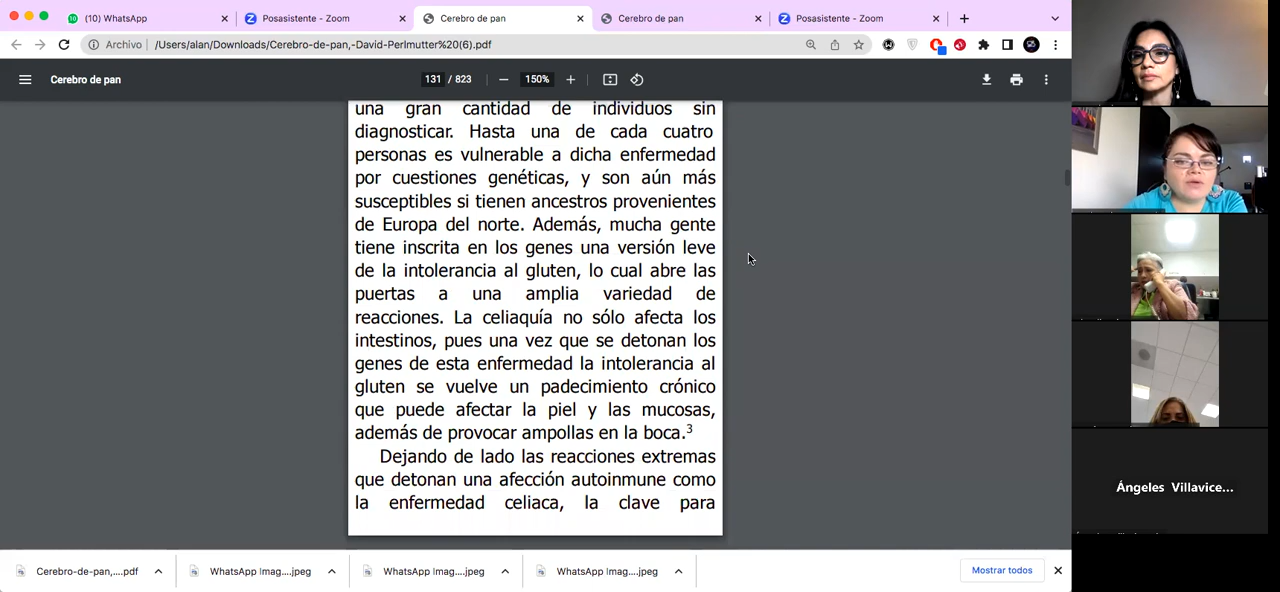 (10) WhatsApp
Posasistente - Zoom
Cerebro de pan
Cerebro de pan
Posasistente - Zoom
Archivo
/Users/alan/Downloads/Cerebro-de-pan,-David-Perlmutter%20(6).pdf
Cerebro de pan
131 / 823
150%
una gran cantidad de individuos sin
diagnosticar. Hasta una de cada cuatro
personas es vulnerable a dicha enfermedad
por cuestiones genéticas, y son aún más
susceptibles si tienen ancestros provenientes
de Europa del norte. Además, mucha gente
tiene inscrita en los genes una versión leve
de la intolerancia al gluten, lo cual abre las
puertas a una amplia variedad de
reacciones. La celiaquía no sólo afecta los
intestinos, pues una vez que se detonan los
genes de esta enfermedad la intolerancia al
gluten se vuelve un padecimiento crónico
que puede afectar la piel y las mucosas,
además de provocar ampollas en la boca.3
Dejando de lado las reacciones extremas
que detonan una afección autoinmune como
la enfermedad celiaca, la clave para
Cerebro-de-pan,....pdf
WhatsApp Imag....jpeg
WhatsApp Imag....jpeg
WhatsApp Imag....jpeg
Mostrar todos
Ángeles Villavice...